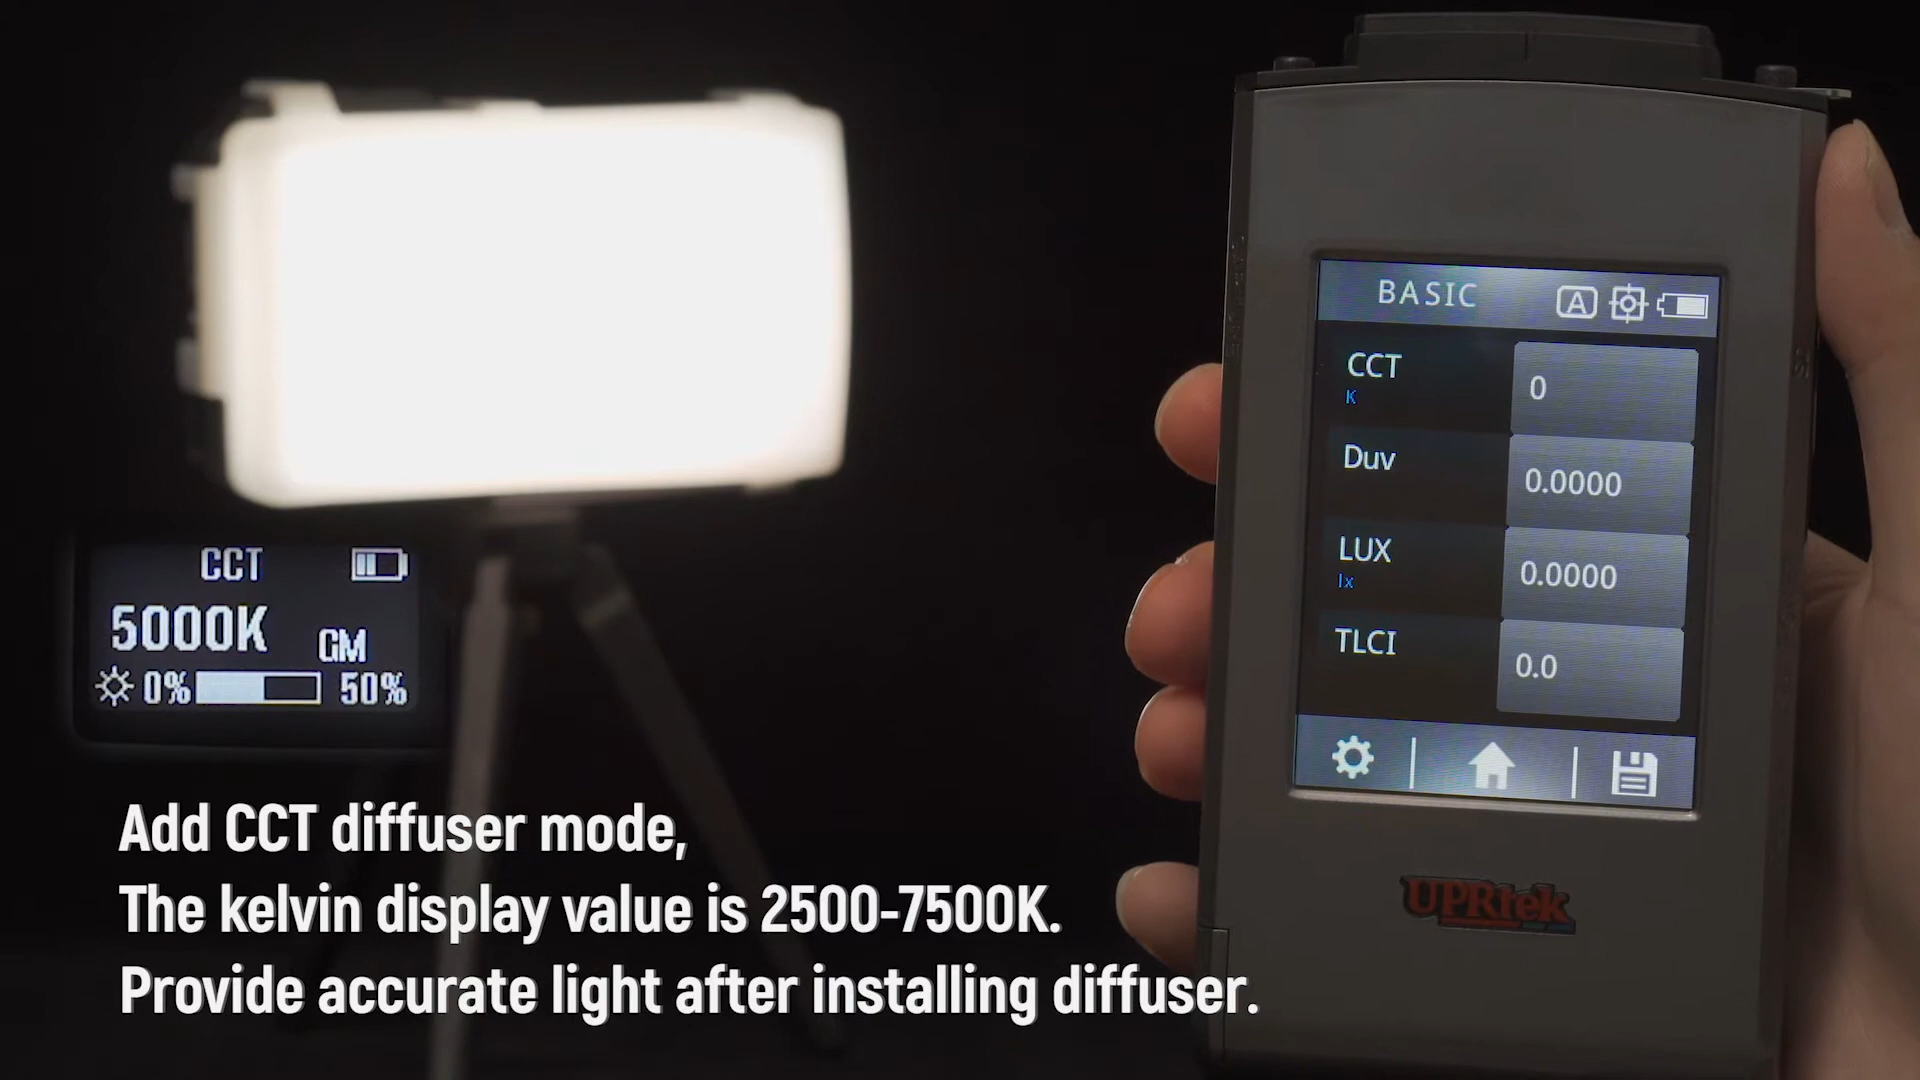 BASIC A
CCT 0
K
Duv 0.0000
LUX 0.0000
lx
TLCI 0.0
UPRtek
CCT
5000K GM
0% 50%
Add CCT diffuser mode,
The kelvin display value is 2500-7500K.
Provide accurate light after installing diffuser.